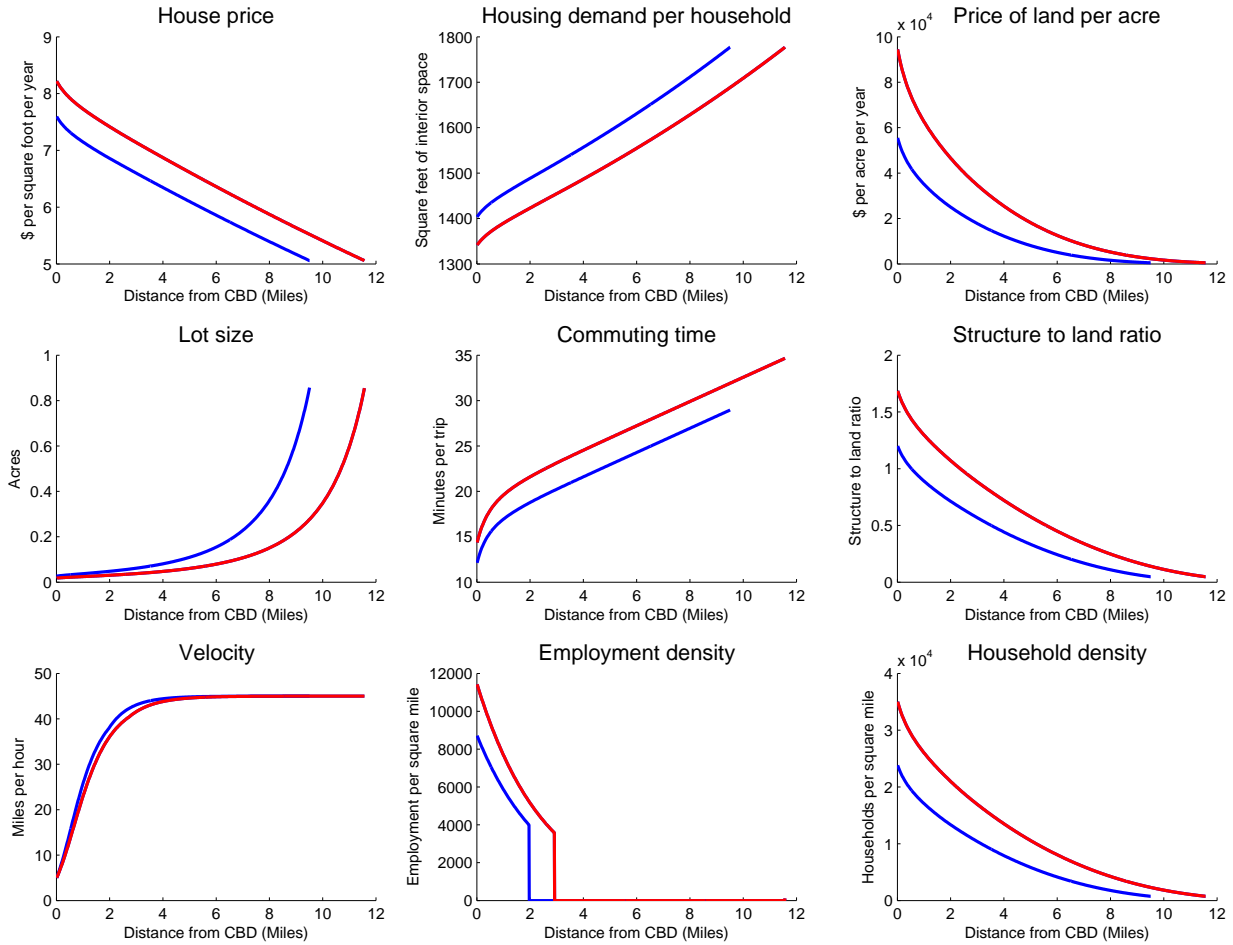 House price
9
8
7
6
5
$ per square foot per year
0 2 4 6 8 10 12
Distance from CBD (Miles)
Housing demand per household
1800
1700
1600
1500
1400
1300
Square feet of interior space
0 2 4 6 8 10 12
Distance from CBD (Miles)
Price of land per acre
x 10^4
10
8
6
4
2
0
$ per acre per year
0 2 4 6 8 10 12
Distance from CBD (Miles)
Lot size
1
0.8
0.6
0.4
0.2
0
Acres
0 2 4 6 8 10 12
Distance from CBD (Miles)
Commuting time
35
30
25
20
15
10
Minutes per trip
0 2 4 6 8 10 12
Distance from CBD (Miles)
Structure to land ratio
2
1.5
1
0.5
0
Structure to land ratio
0 2 4 6 8 10 12
Distance from CBD (Miles)
Velocity
50
40
30
20
10
0
Miles per hour
0 2 4 6 8 10 12
Distance from CBD (Miles)
Employment density
12000
10000
8000
6000
4000
2000
0
Employment per square mile
0 2 4 6 8 10 12
Distance from CBD (Miles)
Household density
x 10^4
4
3
2
1
0
Households per square mile
0 2 4 6 8 10 12
Distance from CBD (Miles)